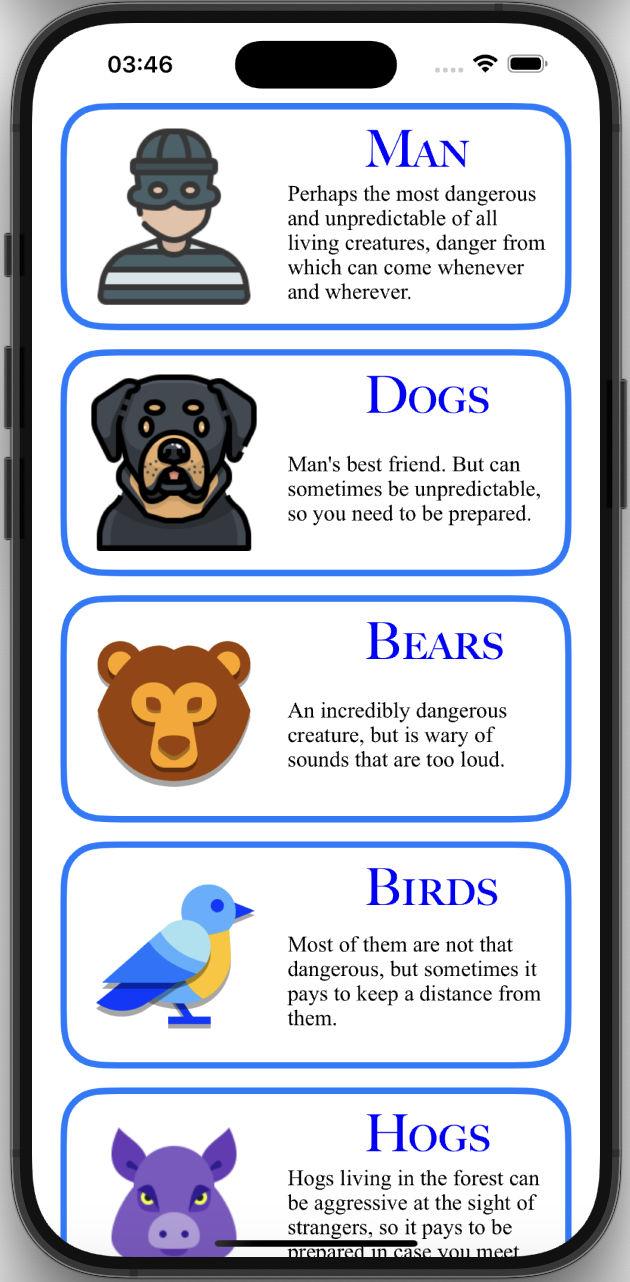 03:46
Man
Perhaps the most dangerous
and unpredictable of all
living creatures, danger from
which can come whenever
and wherever.
Dogs
Man's best friend. But can
sometimes be unpredictable,
so you need to be prepared.
Bears
An incredibly dangerous
creature, but is wary of
sounds that are too loud.
Birds
Most of them are not that
dangerous, but sometimes it
pays to keep a distance from
them.
Hogs
Hogs living in the forest can
be aggressive at the sight of
strangers, so it pays to be
prepared in case you meet